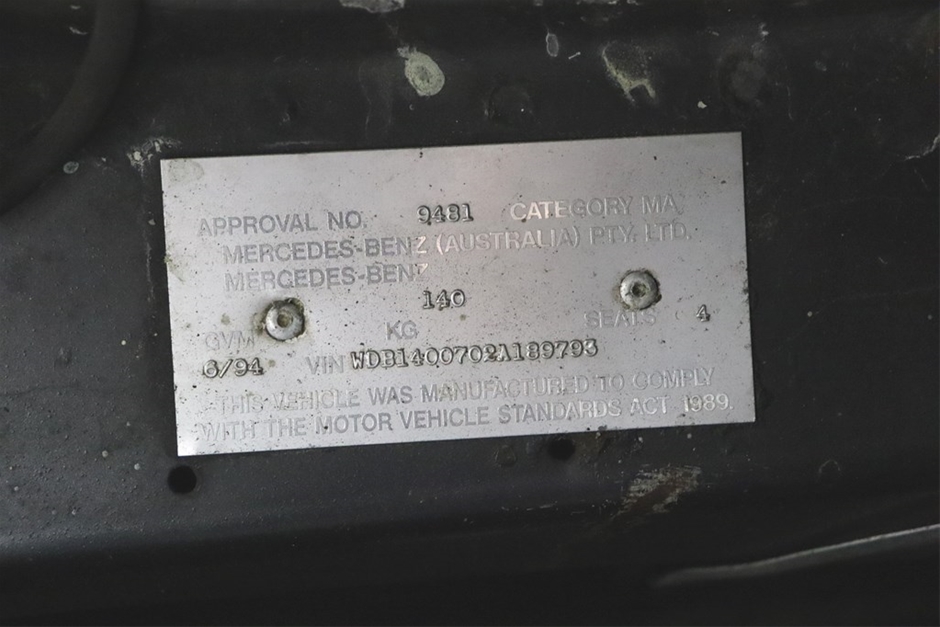 APPROVAL NO. 9481 CATEGORY MA
MERCEDES-BENZ (AUSTRALIA) PTY. LTD.
MERCEDES-BENZ
140
GVM KG SEATS 4
6/94 VIN WDB1400702A189793
THIS VEHICLE WAS MANUFACTURED TO COMPLY
WITH THE MOTOR VEHICLE STANDARDS ACT 1989.